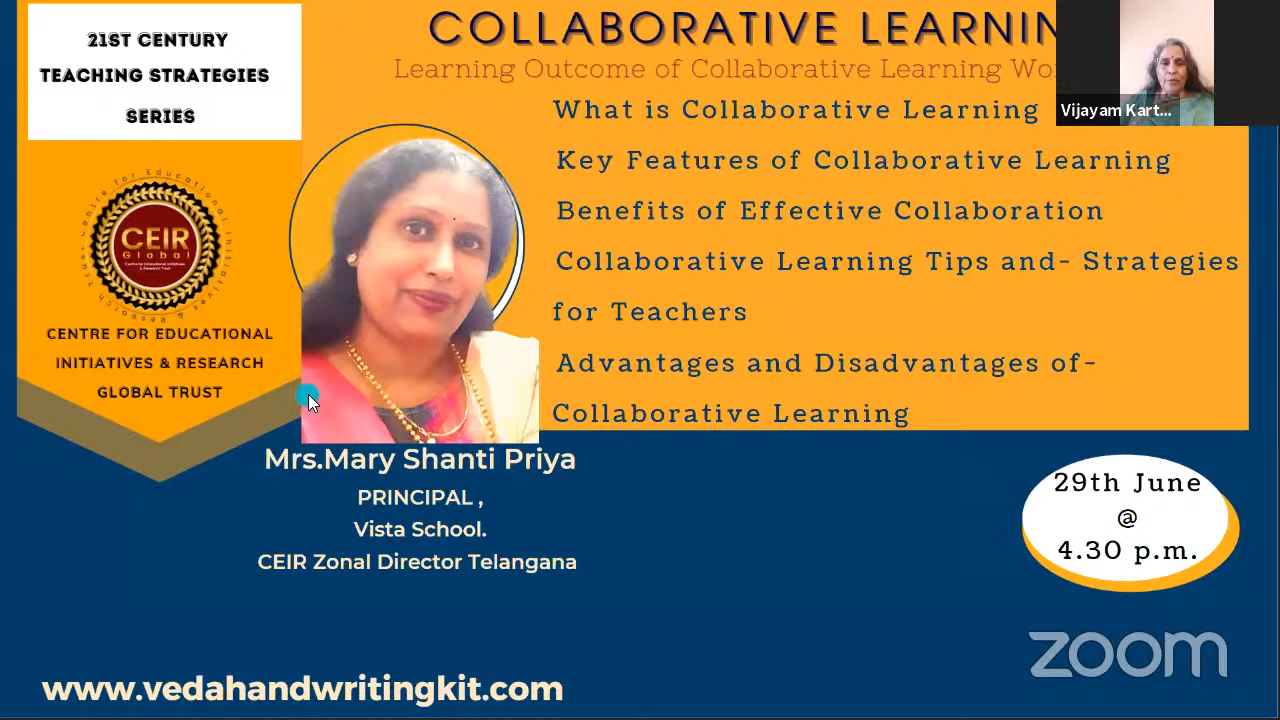 21ST CENTURY
TEACHING STRATEGIES
SERIES
CEIR
Global
CENTRE FOR EDUCATIONAL
INITIATIVES & RESEARCH
GLOBAL TRUST
COLLABORATIVE
Learning Outcome of Collaborative Learning
What is Collaborative Learning
Key Features of Collaborative Learning
Benefits of Effective Collaboration
Collaborative Learning Tips and- Strategies
for Teachers
Advantages and Disadvantages of-
Collaborative Learning
Vijayam Kart...
Mrs.Mary Shanti Priya
PRINCIPAL ,
Vista School.
CEIR Zonal Director Telangana
29th June
@
4.30 p.m.
zoom
www.vedahandwritingkit.com